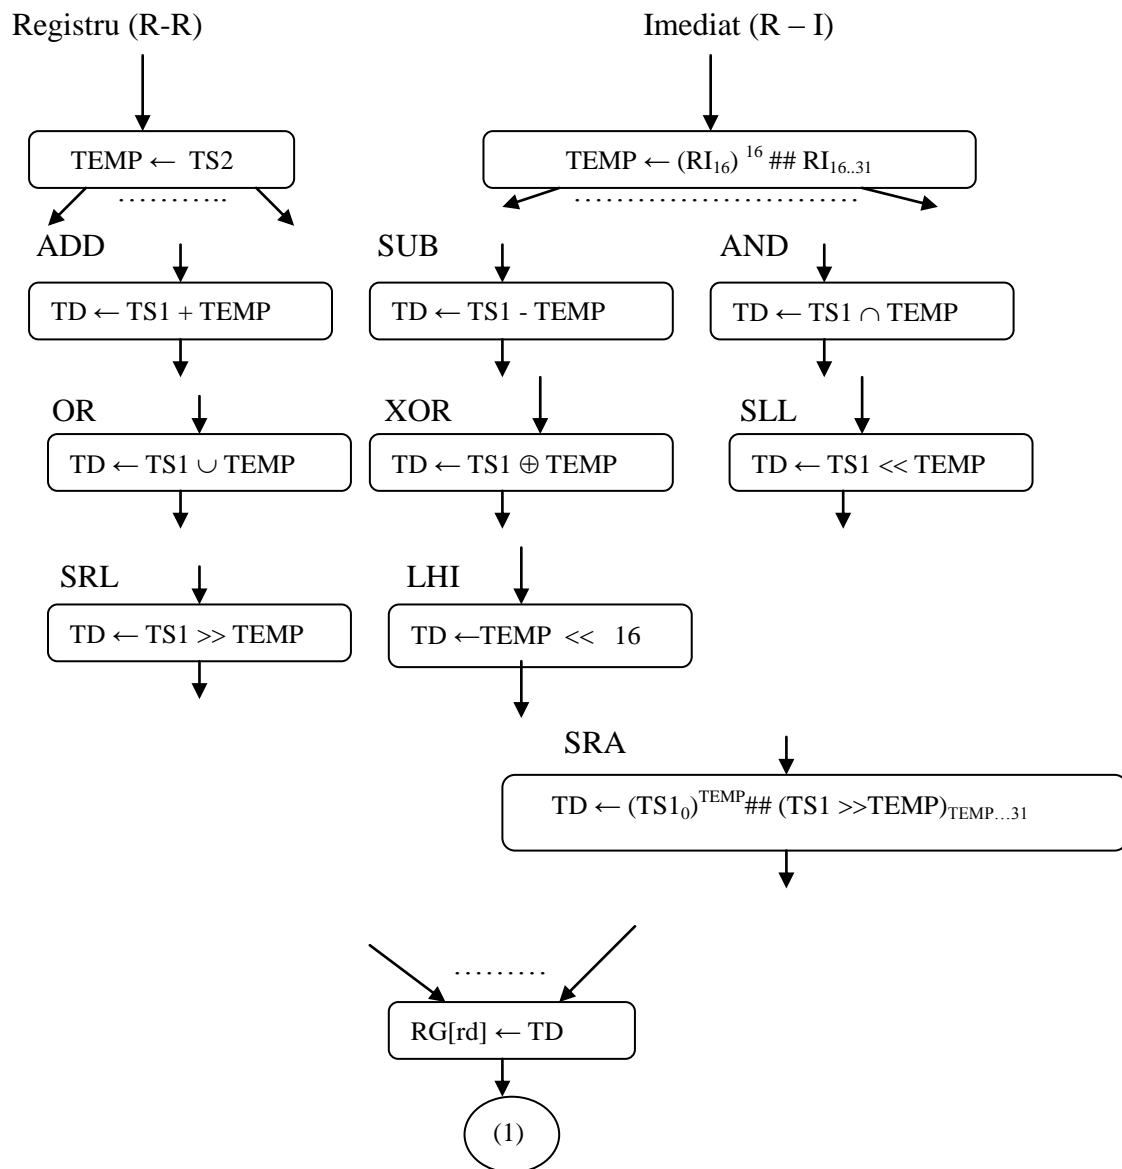 Registru (R-R) Imediat (R – I)
TEMP ← TS2 TEMP ← (RI₁₆) ¹⁶ ## RI₁₆..₃₁
........... ...........................
ADD SUB AND
TD ← TS1 + TEMP TD ← TS1 - TEMP TD ← TS1 ∩ TEMP
OR XOR SLL
TD ← TS1 ∪ TEMP TD ← TS1 ⊕ TEMP TD ← TS1 << TEMP
SRL LHI
TD ← TS1 >> TEMP TD ←TEMP << 16
SRA
TD ← (TS1₀)^TEMP## (TS1 >>TEMP)_TEMP…31
.........
RG[rd] ← TD
(1)